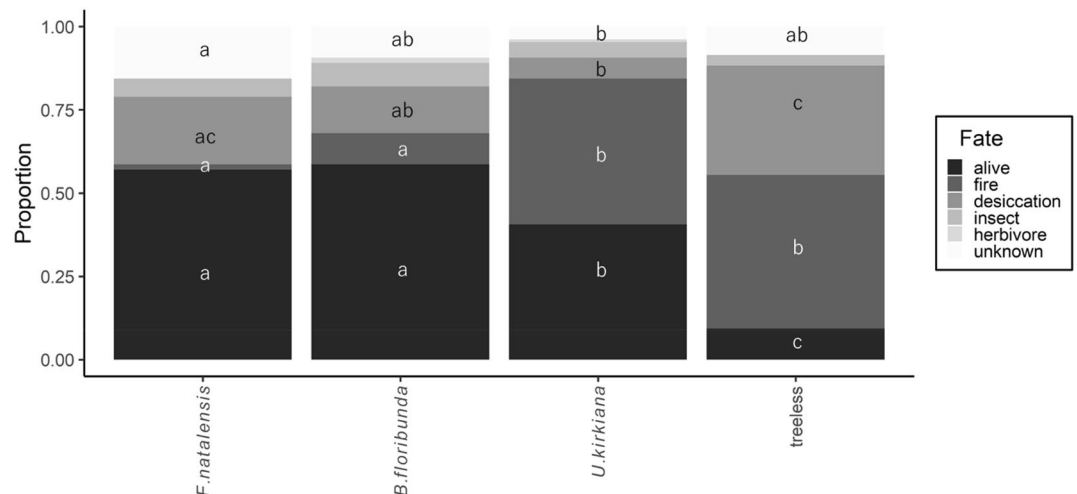 Proportion
1.00
0.75
0.50
0.25
0.00
a
ac
a
a
ab
ab
a
a
b
b
b
b
ab
c
b
c
F.natalensis
B.floribunda
U.kirkiana
treeless
Fate
alive
fire
desiccation
insect
herbivore
unknown